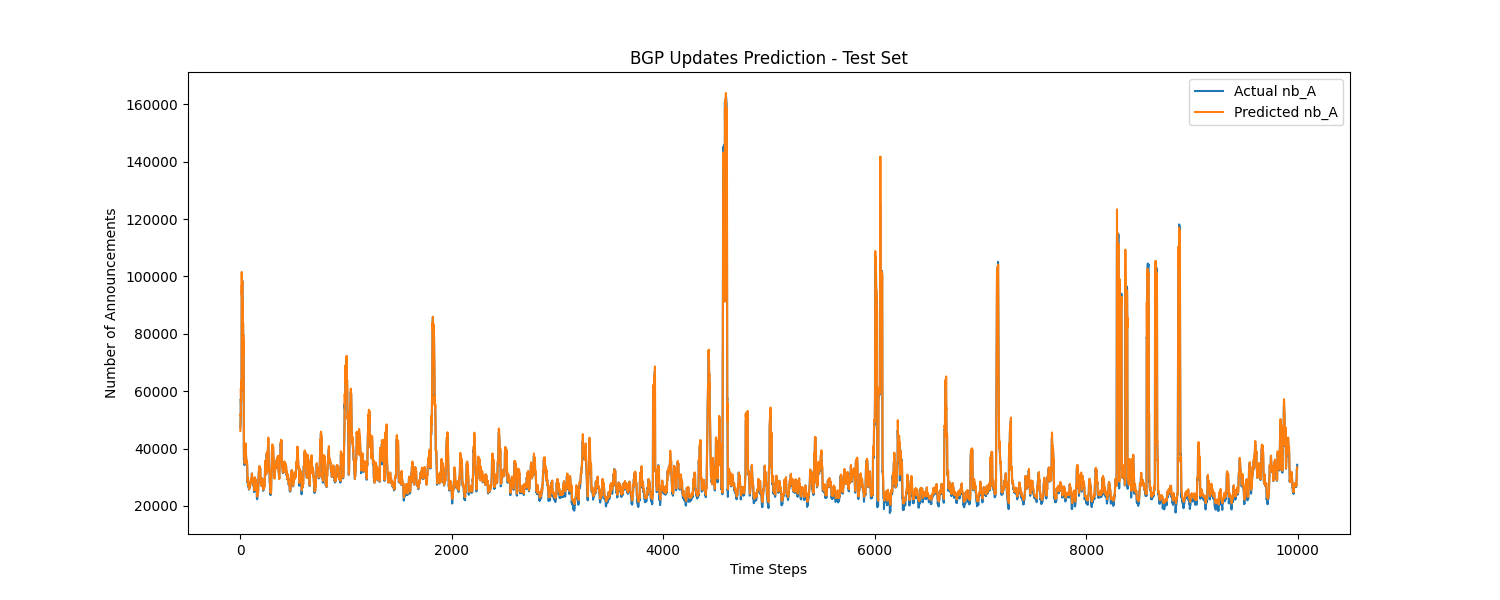 BGP Updates Prediction - Test Set
Actual nb_A
Predicted nb_A
160000
140000
120000
100000
80000
60000
40000
20000
Number of Announcements
0
2000
4000
6000
8000
10000
Time Steps